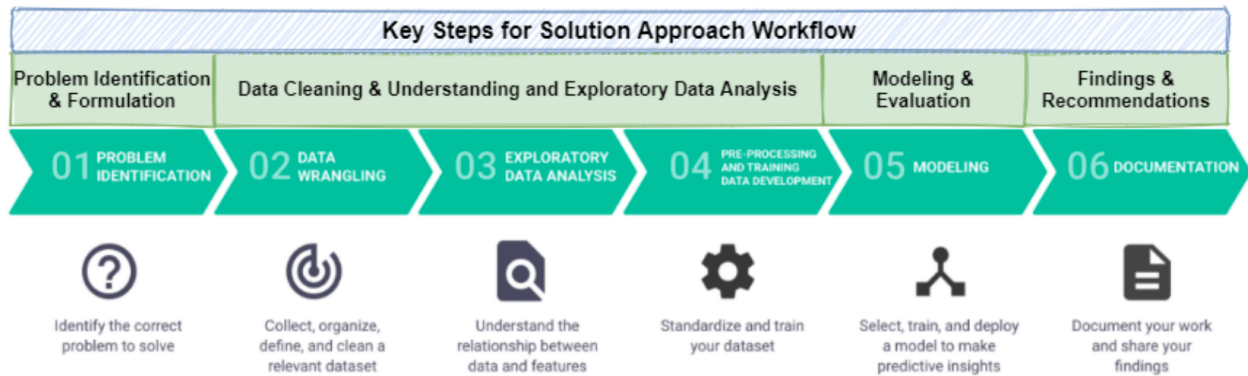 Key Steps for Solution Approach Workflow
Problem Identification
& Formulation
Data Cleaning & Understanding and Exploratory Data Analysis
Modeling &
Evaluation
Findings &
Recommendations
01 PROBLEM
IDENTIFICATION
02 DATA
WRANGLING
03 EXPLORATORY
DATA ANALYSIS
04 PRE-PROCESSING
AND TRAINING
DATA DEVELOPMENT
05 MODELING
06 DOCUMENTATION
Identify the correct
problem to solve
Collect, organize,
define, and clean a
relevant dataset
Understand the
relationship between
data and features
Standardize and train
your dataset
Select, train, and deploy
a model to make
predictive insights
Document your work
and share your
findings